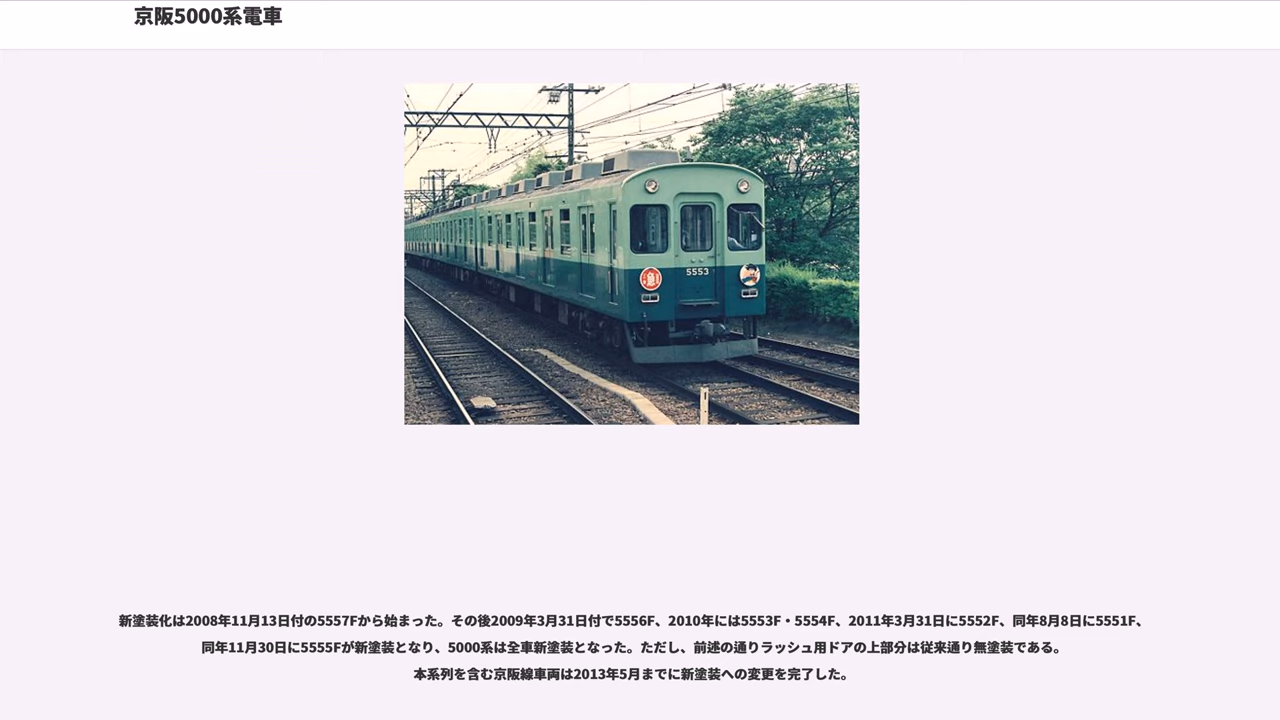 京阪5000系電車
急
5553
新塗装化は2008年11月13日付の5557Fから始まった。その後2009年3月31日付で5556F、2010年には5553F・5554F、2011年3月31日に5552F、同年8月8日に5551F、
同年11月30日に5555Fが新塗装となり、5000系は全車新塗装となった。ただし、前述の通りラッシュ用ドアの上部分は従来通り無塗装である。
本系列を含む京阪線車両は2013年5月までに新塗装への変更を完了した。